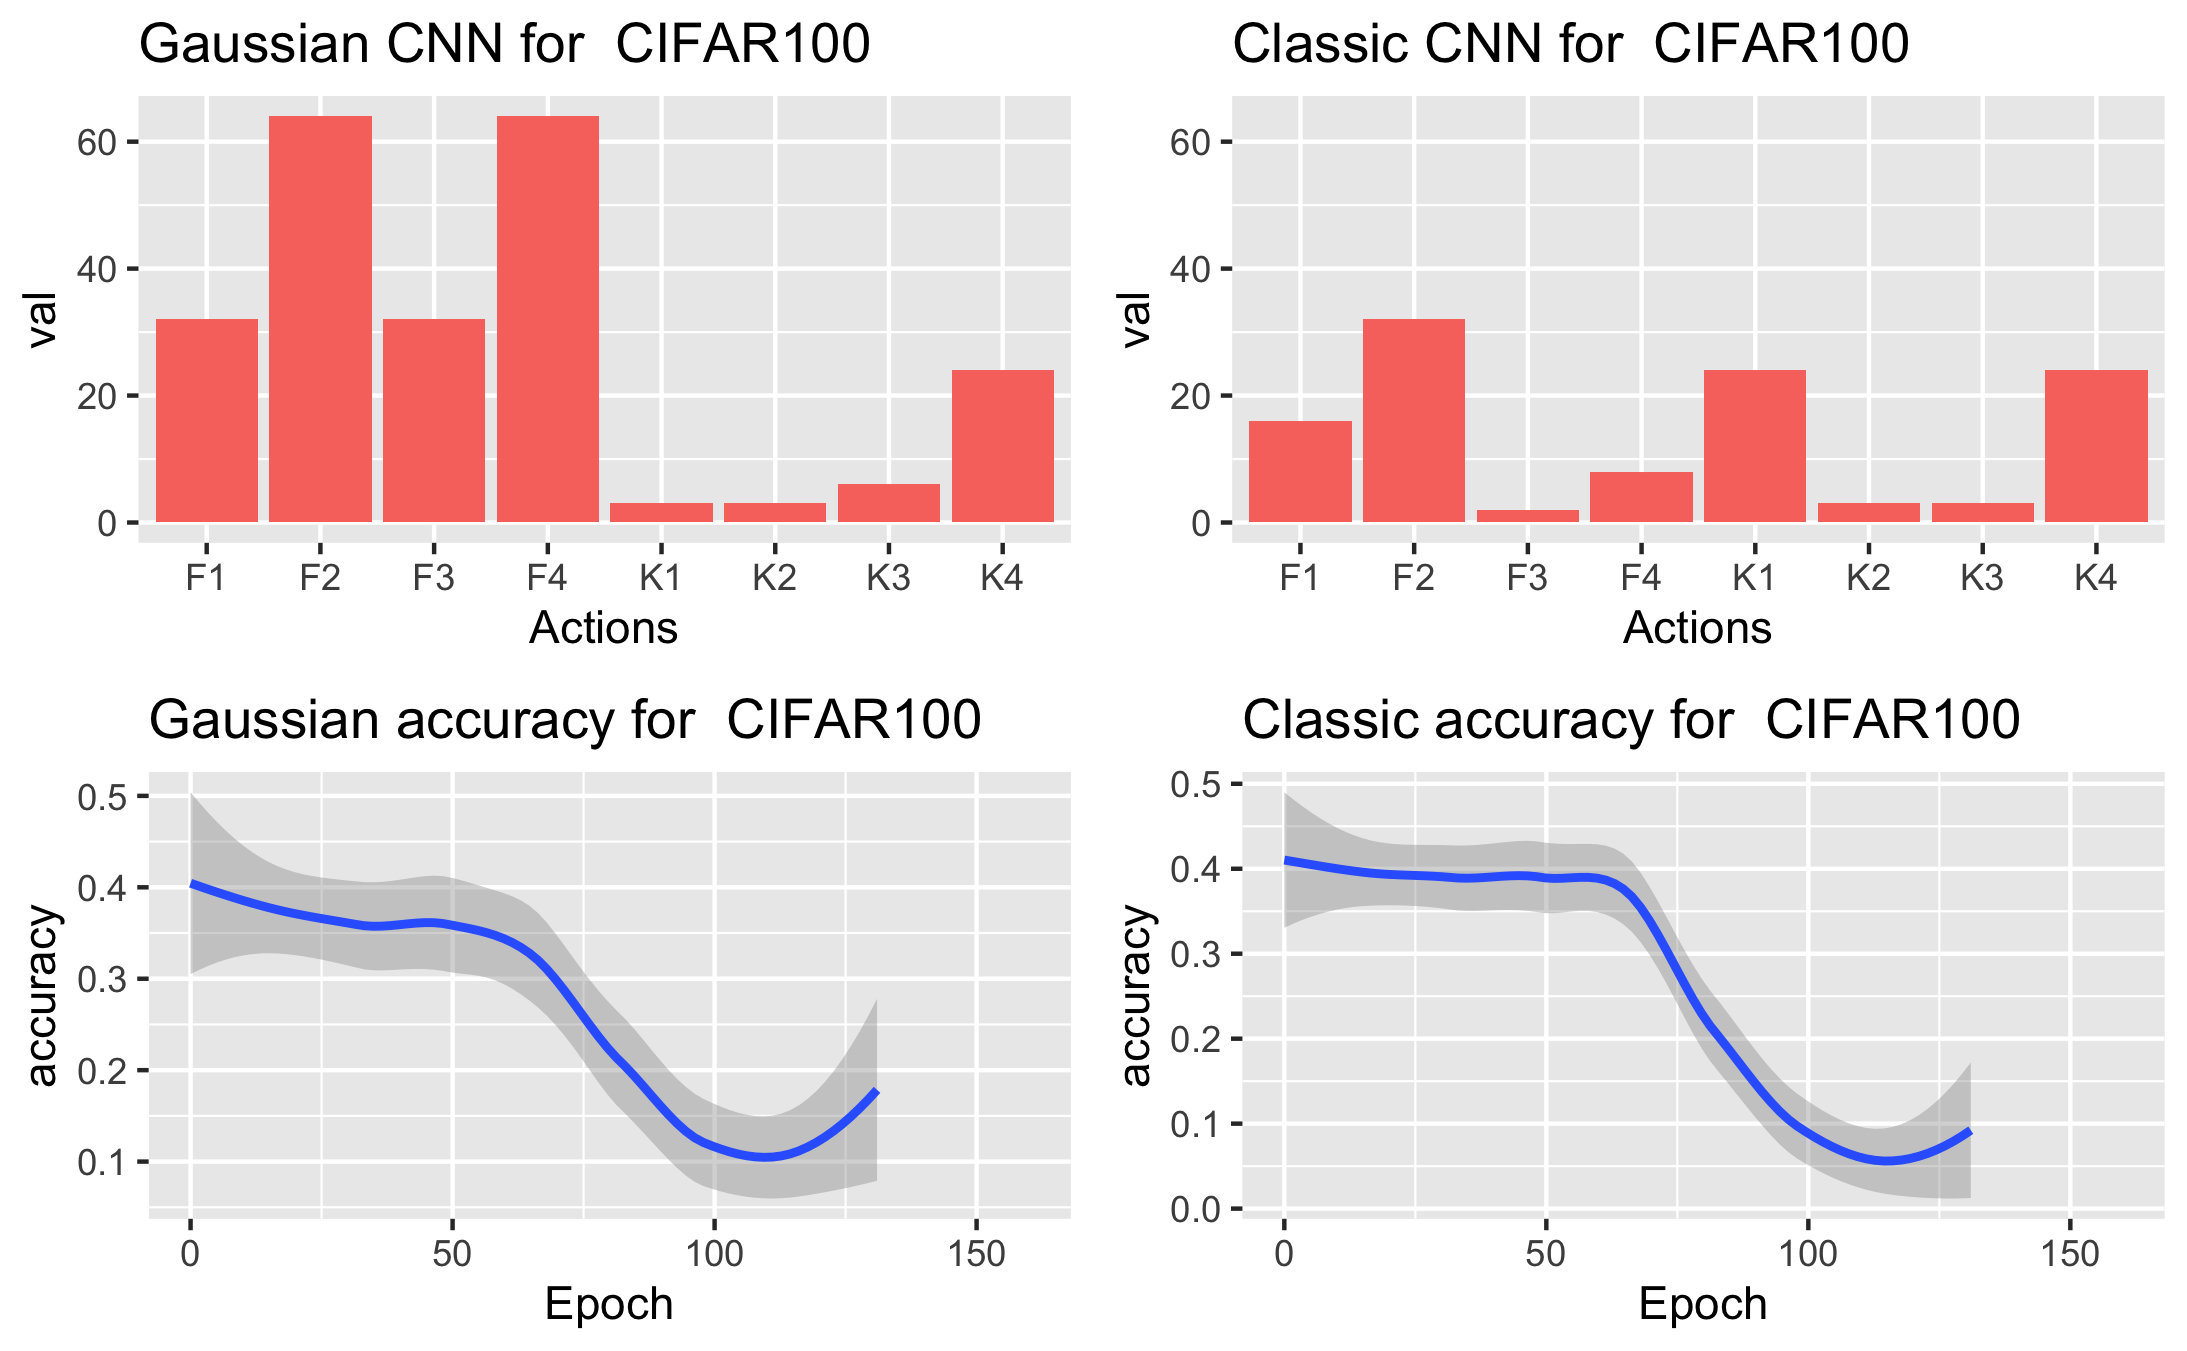 Gaussian CNN for  CIFAR100
60
40
20
0
val
F1 F2 F3 F4 K1 K2 K3 K4
Actions
Classic CNN for  CIFAR100
60
40
20
0
val
F1 F2 F3 F4 K1 K2 K3 K4
Actions
Gaussian accuracy for  CIFAR100
0.5
0.4
0.3
0.2
0.1
accuracy
0 50 100 150
Epoch
Classic accuracy for  CIFAR100
0.5
0.4
0.3
0.2
0.1
0.0
accuracy
0 50 100 150
Epoch